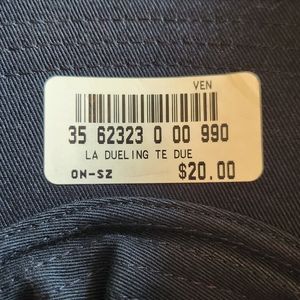 VEN
35 62323 0 00 990
LA DUELING TE DUE
ON-SZ $20.00